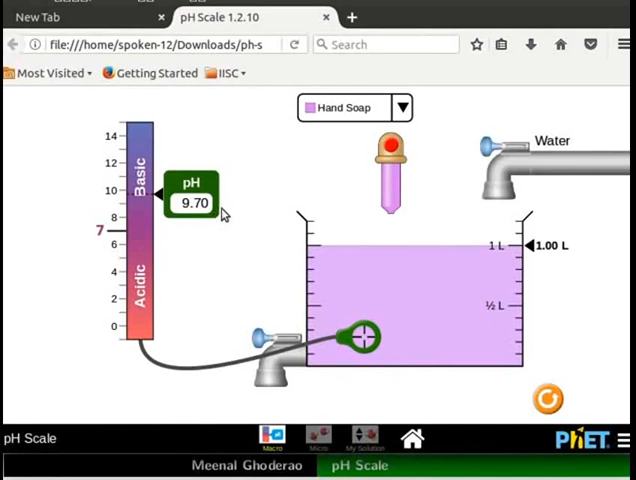 New Tab
pH Scale 1.2.10
file:///home/spoken-12/Downloads/ph-s
Search
Most Visited
Getting Started
IISC
Hand Soap
Water
14
12
10
8
7
6
4
2
0
Basic
Acidic
pH
9.70
1 L
1.00 L
½ L
pH Scale
Macro
Micro
My Solution
PhET
Meenal Ghoderao
pH Scale